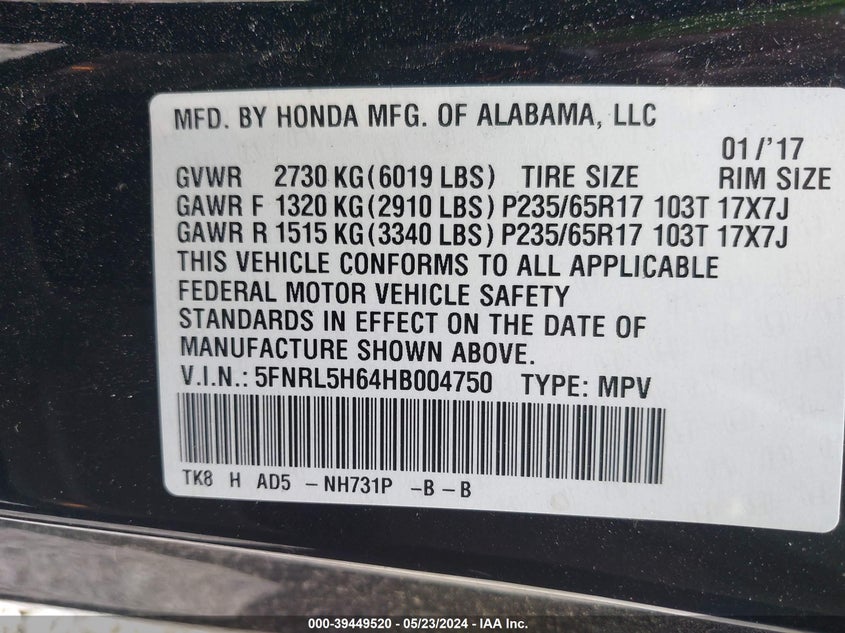 MFD. BY HONDA MFG. OF ALABAMA, LLC
01/'17
GVWR 2730 KG(6019 LBS) TIRE SIZE RIM SIZE
GAWR F 1320 KG(2910 LBS) P235/65R17 103T 17X7J
GAWR R 1515 KG(3340 LBS) P235/65R17 103T 17X7J
THIS VEHICLE CONFORMS TO ALL APPLICABLE
FEDERAL MOTOR VEHICLE SAFETY
STANDARDS IN EFFECT ON THE DATE OF
MANUFACTURE SHOWN ABOVE.
V.I.N.: 5FNRL5H64HB004750 TYPE: MPV
TK8 H AD5 -NH731P -B-B
000-39449520 - 05/23/2024 - IAA Inc.